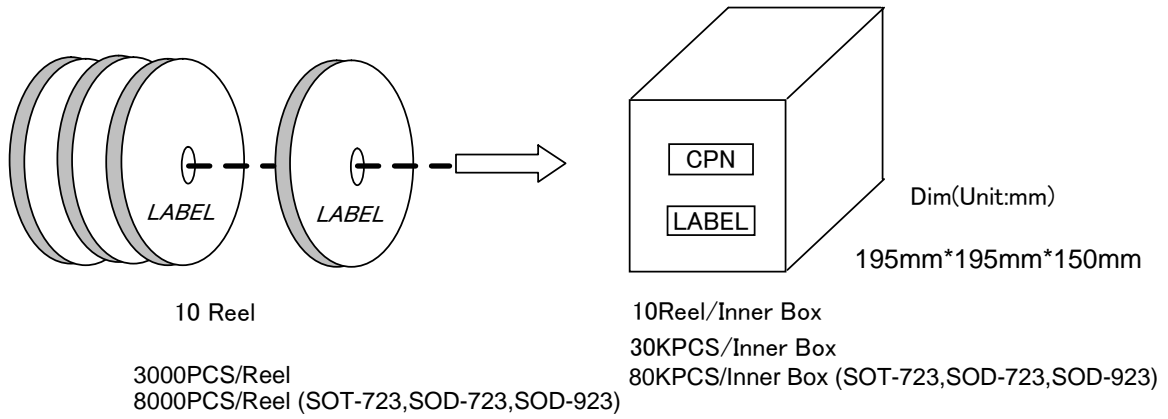 LABEL
LABEL
CPN
LABEL
Dim(Unit:mm)
195mm*195mm*150mm
10 Reel
3000PCS/Reel
8000PCS/Reel (SOT-723,SOD-723,SOD-923)
10Reel/Inner Box
30KPCS/Inner Box
80KPCS/Inner Box (SOT-723,SOD-723,SOD-923)